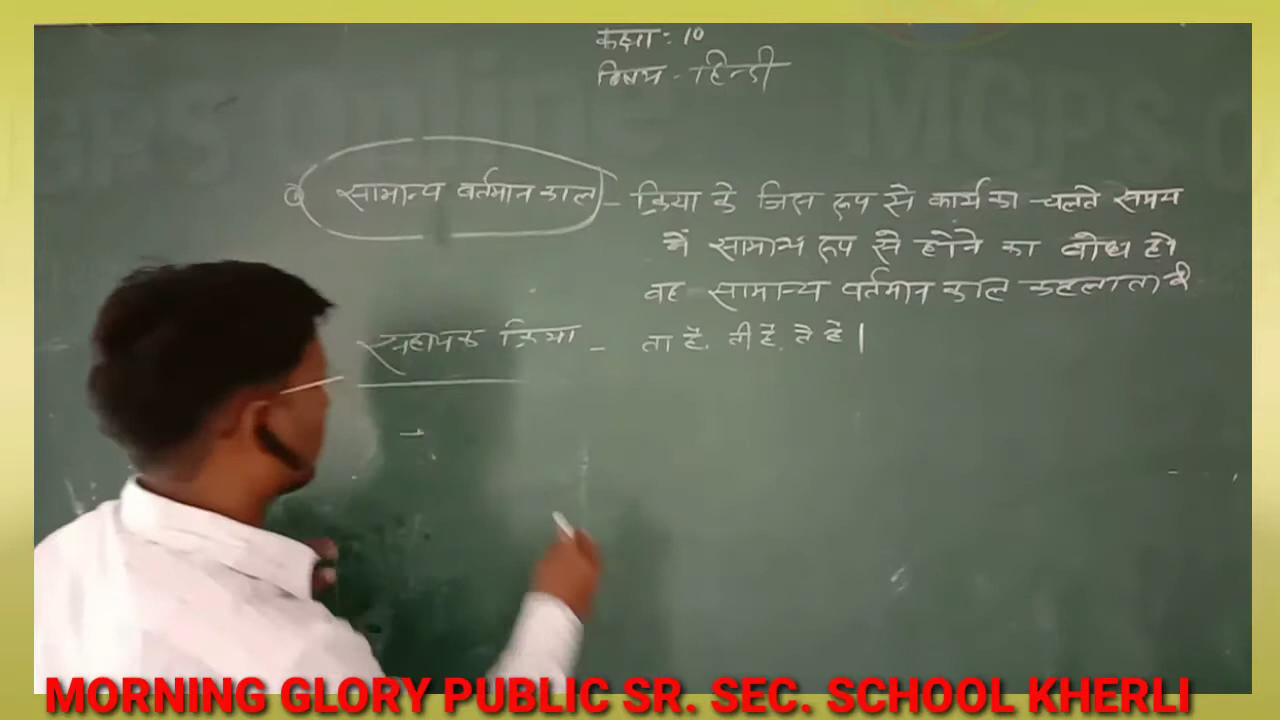 कक्षा : 10
विषय - हिन्दी
① सामान्य वर्तमान काल - क्रिया के जिस रूप से कार्य का चलते समय
में सामान्य रूप से होने का बोध हो
वह सामान्य वर्तमान काल कहलाता है
सहायक क्रिया - ता है, ती है, ते है।
MORNING GLORY PUBLIC SR. SEC. SCHOOL KHERLI